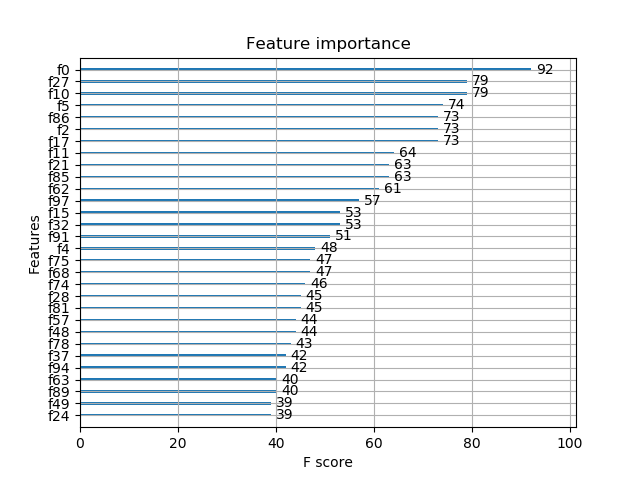 Feature importance
f0 92
f27 79
f10 79
f5 74
f86 73
f2 73
f17 73
f11 64
f21 63
f85 63
f62 61
f97 57
f15 53
f32 53
f91 51
f4 48
f75 47
f68 47
f74 46
f28 45
f81 45
f57 44
f48 44
f78 43
f37 42
f94 42
f63 40
f89 40
f49 39
f24 39
Features
0 20 40 60 80 100
F score